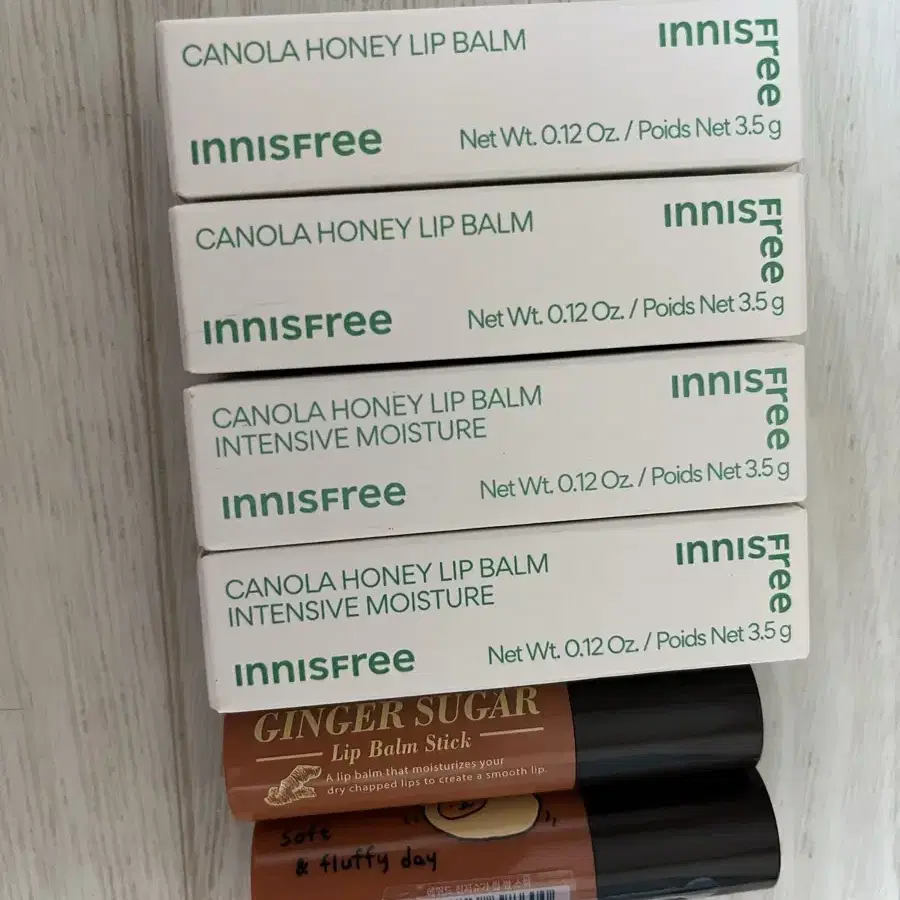 CANOLA HONEY LIP BALM
innisfree
innisfree
Net Wt. 0.12 Oz. / Poids Net 3.5 g
CANOLA HONEY LIP BALM
innisfree
innisfree
Net Wt. 0.12 Oz. / Poids Net 3.5 g
CANOLA HONEY LIP BALM
INTENSIVE MOISTURE
innisfree
innisfree
Net Wt. 0.12 Oz. / Poids Net 3.5 g
CANOLA HONEY LIP BALM
INTENSIVE MOISTURE
innisfree
innisfree
Net Wt. 0.12 Oz. / Poids Net 3.5 g
GINGER SUGAR
Lip Balm Stick
A lip balm that moisturizes your
dry chapped lips to create a smooth lip.
soft
& fluffy day